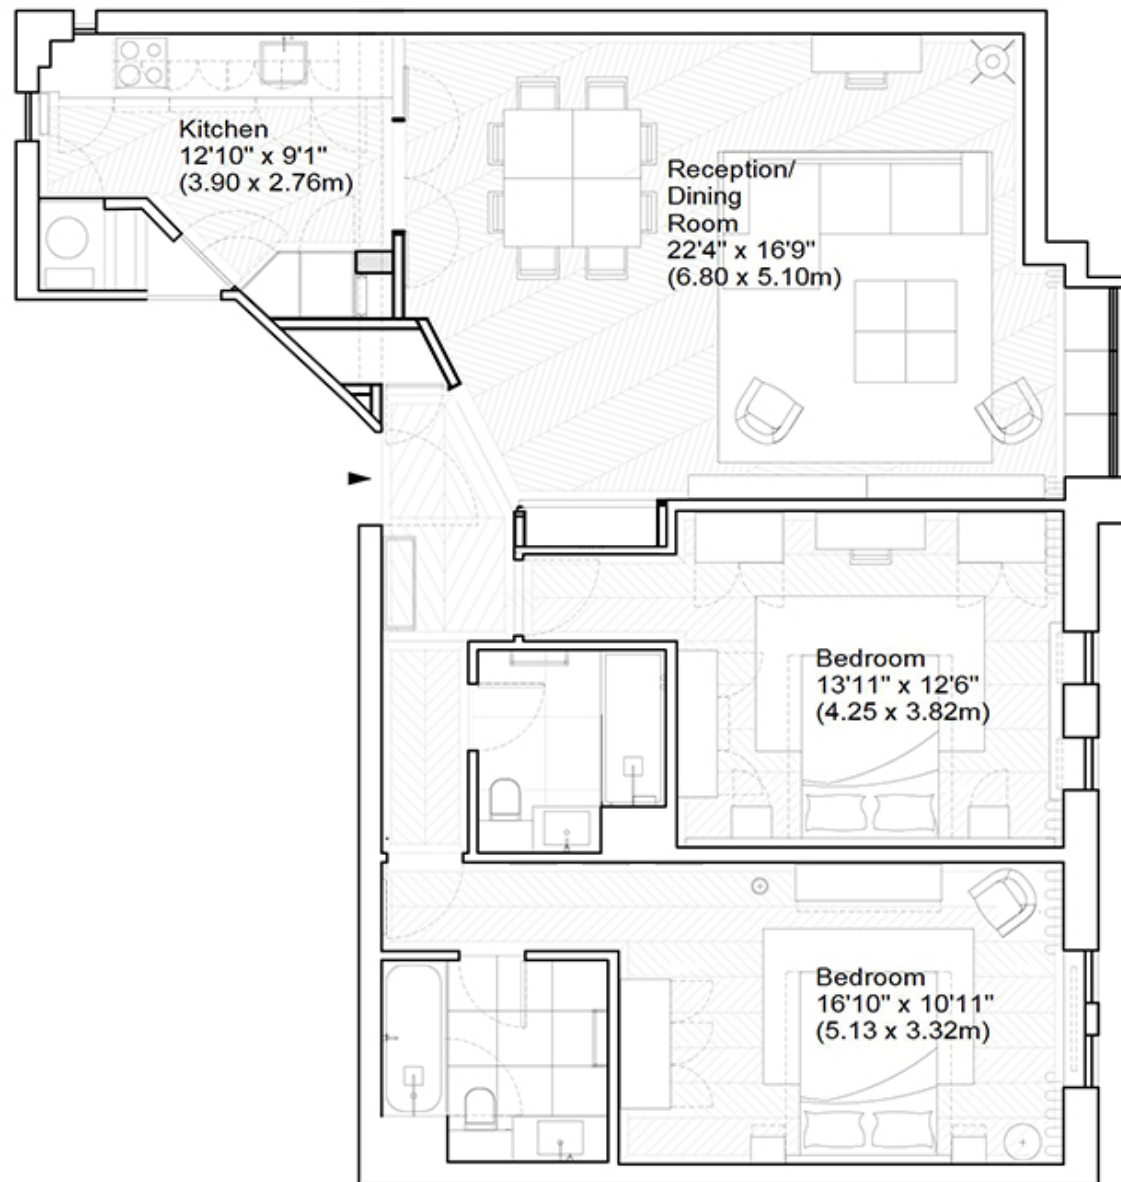 Kitchen
12'10" x 9'1"
(3.90 x 2.76m)
Reception/
Dining
Room
22'4" x 16'9"
(6.80 x 5.10m)
Bedroom
13'11" x 12'6"
(4.25 x 3.82m)
Bedroom
16'10" x 10'11"
(5.13 x 3.32m)